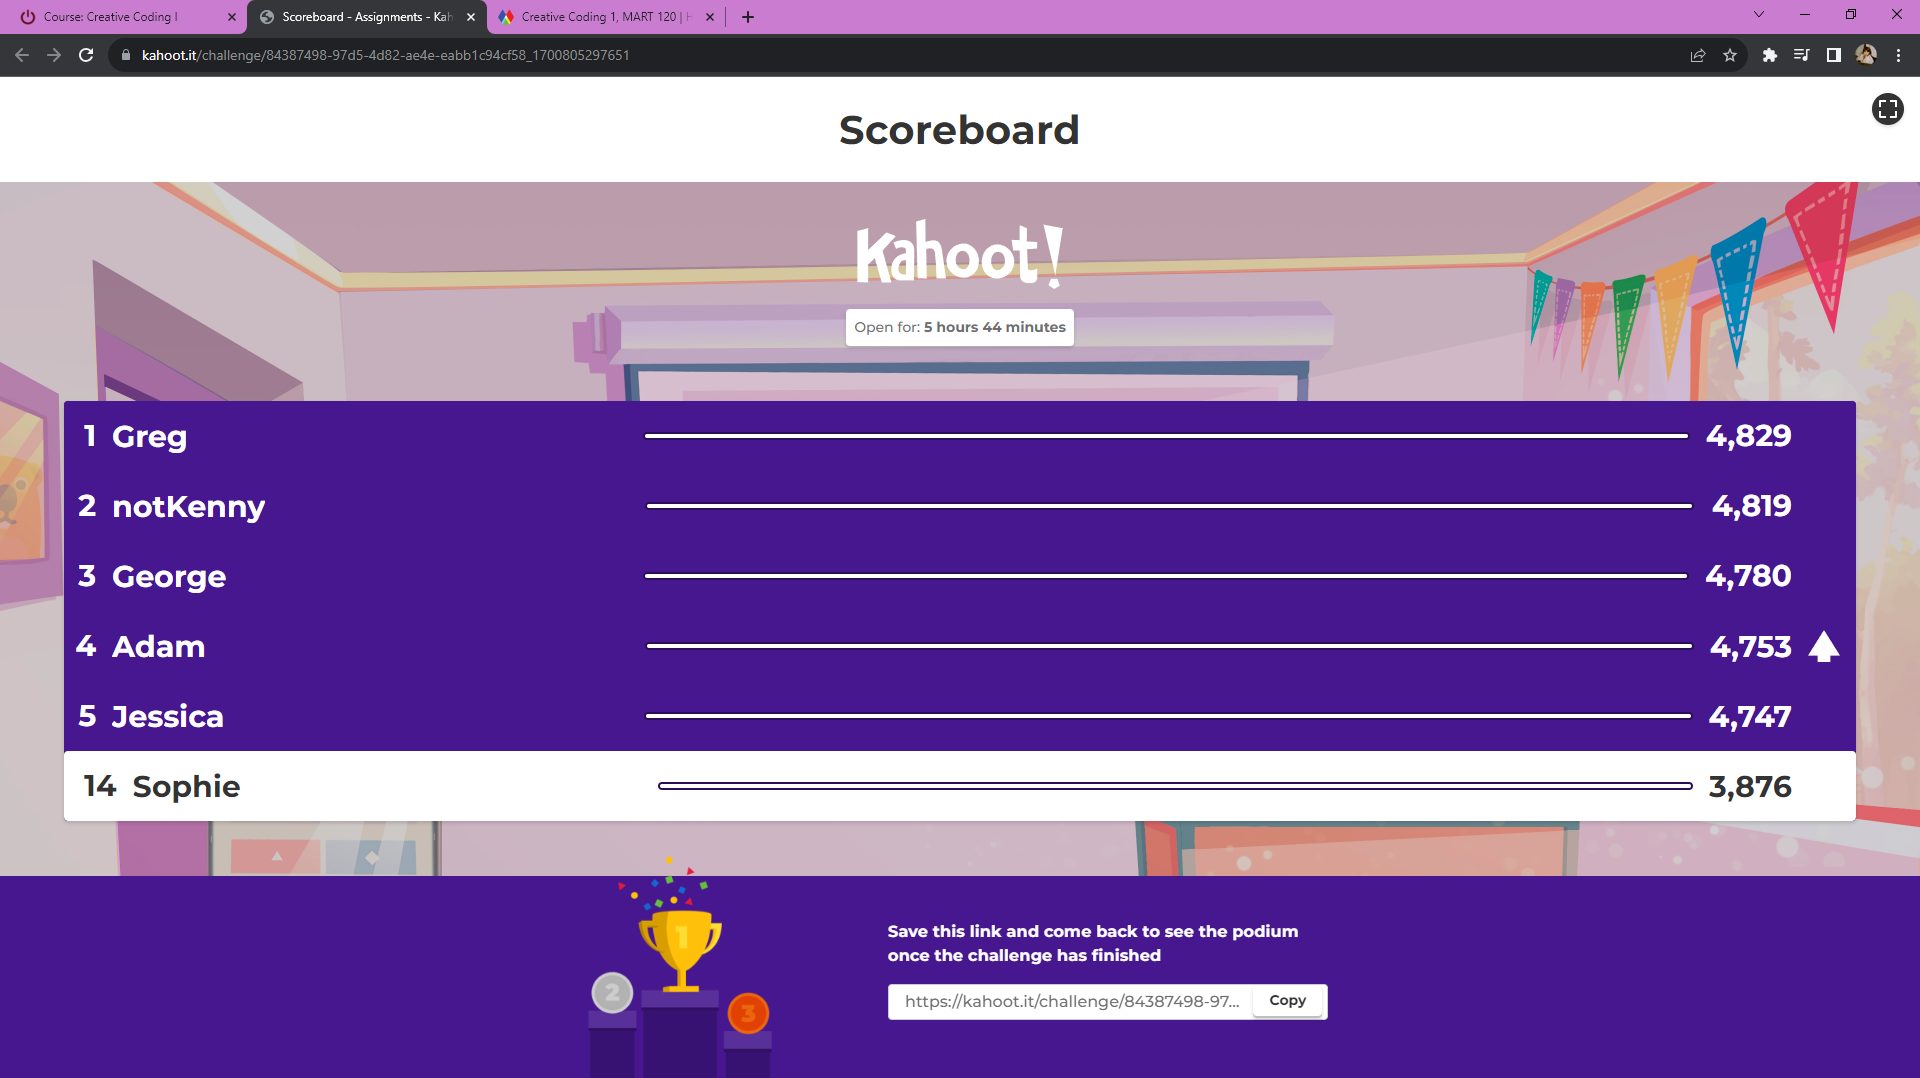 Course: Creative Coding I
Scoreboard - Assignments - Kah
Creative Coding 1, MART 120 | H
kahoot.it/challenge/84387498-97d5-4d82-ae4e-eabb1c94cf58_1700805297651
Scoreboard
Kahoot!
Open for: 5 hours 44 minutes
1 Greg 4,829
2 notKenny 4,819
3 George 4,780
4 Adam 4,753
5 Jessica 4,747
14 Sophie 3,876
1
2
3
Save this link and come back to see the podium
once the challenge has finished
https://kahoot.it/challenge/84387498-97... Copy